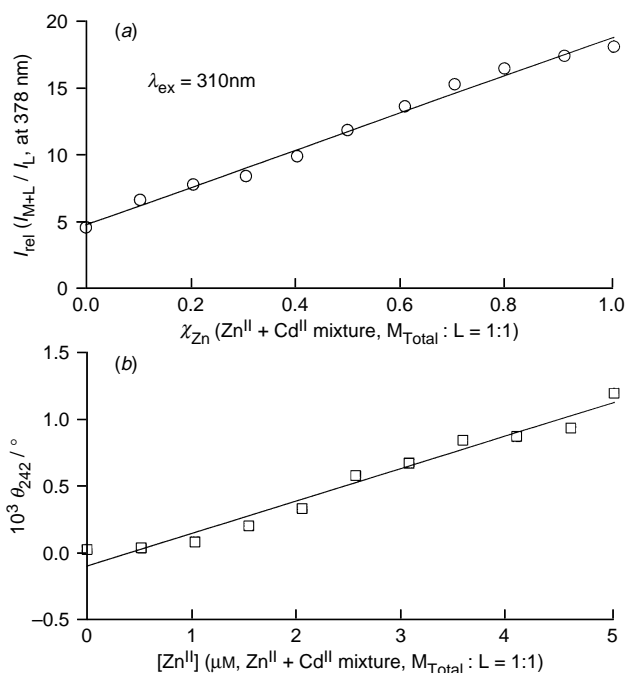 (a)
20
15
10
5
0
λex = 310nm
Irel (IM+L / IL, at 378 nm)
0.0 0.2 0.4 0.6 0.8 1.0
χZn (ZnII + CdII mixture, MTotal : L = 1:1)
(b)
1.5
1.0
0.5
0.0
–0.5
10³ θ242 / °
0 1 2 3 4 5
[ZnII] (μM, ZnII + CdII mixture, MTotal : L = 1:1)